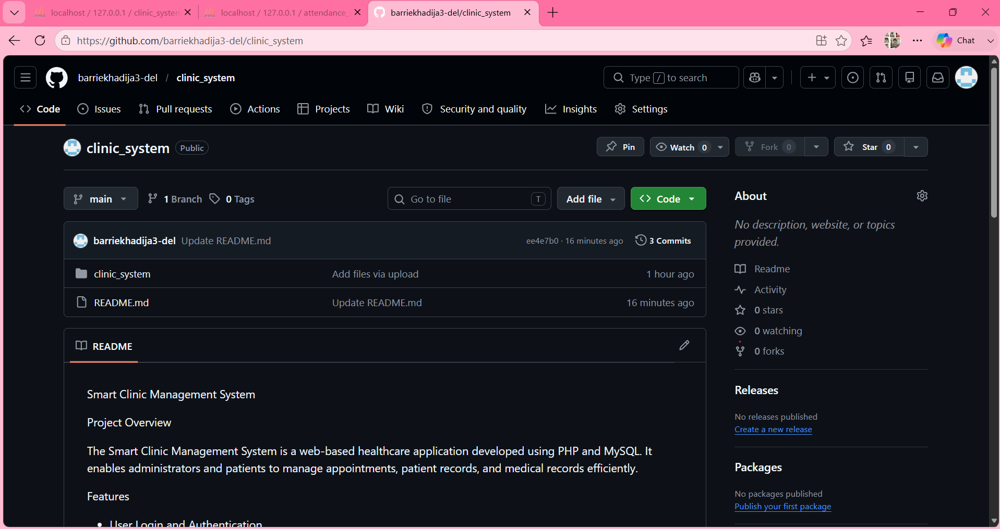 localhost / 127.0.0.1 / clinic_system
localhost / 127.0.0.1 / attendance_
barriekhadija3-del/clinic_system
https://github.com/barriekhadija3-del/clinic_system
Chat
barriekhadija3-del / clinic_system
Type / to search
Code
Issues
Pull requests
Actions
Projects
Wiki
Security and quality
Insights
Settings
clinic_system Public
Pin
Watch 0
Fork 0
Star 0
main
1 Branch
0 Tags
Go to file T
Add file
Code
barriekhadija3-del Update README.md ee4e7b0 · 16 minutes ago 3 Commits
clinic_system Add files via upload 1 hour ago
README.md Update README.md 16 minutes ago
README
Smart Clinic Management System
Project Overview
The Smart Clinic Management System is a web-based healthcare application developed using PHP and MySQL. It
enables administrators and patients to manage appointments, patient records, and medical records efficiently.
Features
• User Login and Authentication
About
No description, website, or topics
provided.
Readme
Activity
0 stars
0 watching
0 forks
Releases
No releases published
Create a new release
Packages
No packages published
Publish your first package